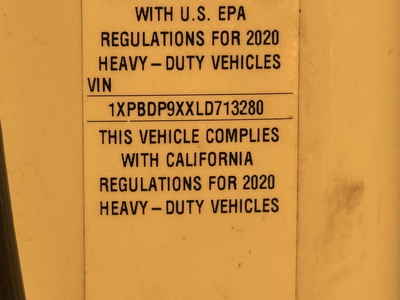 WITH U.S. EPA
REGULATIONS FOR 2020
HEAVY – DUTY VEHICLES
VIN
1XPBDP9XXLD713280
THIS VEHICLE COMPLIES
WITH CALIFORNIA
REGULATIONS FOR 2020
HEAVY – DUTY VEHICLES